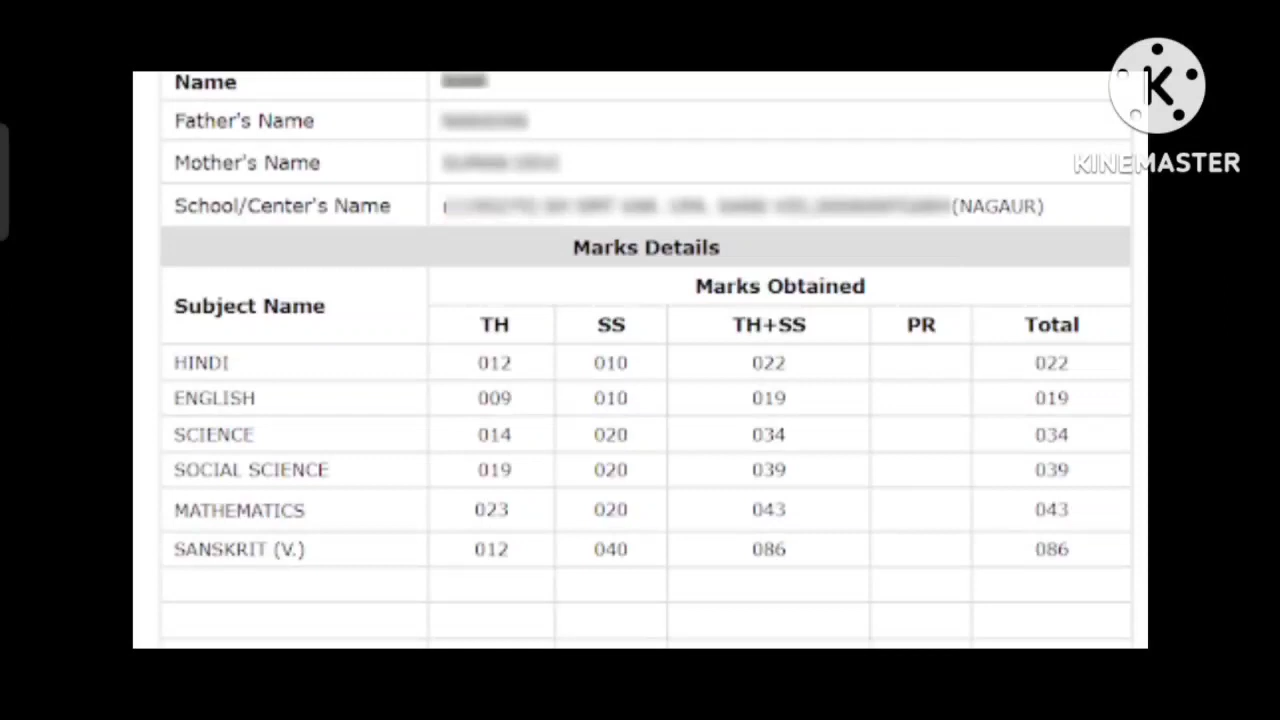 Name
Father's Name
Mother's Name
School/Center's Name (NAGAUR)
Marks Details
Subject Name Marks Obtained
TH SS TH+SS PR Total
HINDI 012 010 022 022
ENGLISH 009 010 019 019
SCIENCE 014 020 034 034
SOCIAL SCIENCE 019 020 039 039
MATHEMATICS 023 020 043 043
SANSKRIT (V.) 012 040 086 086
KINEMASTER